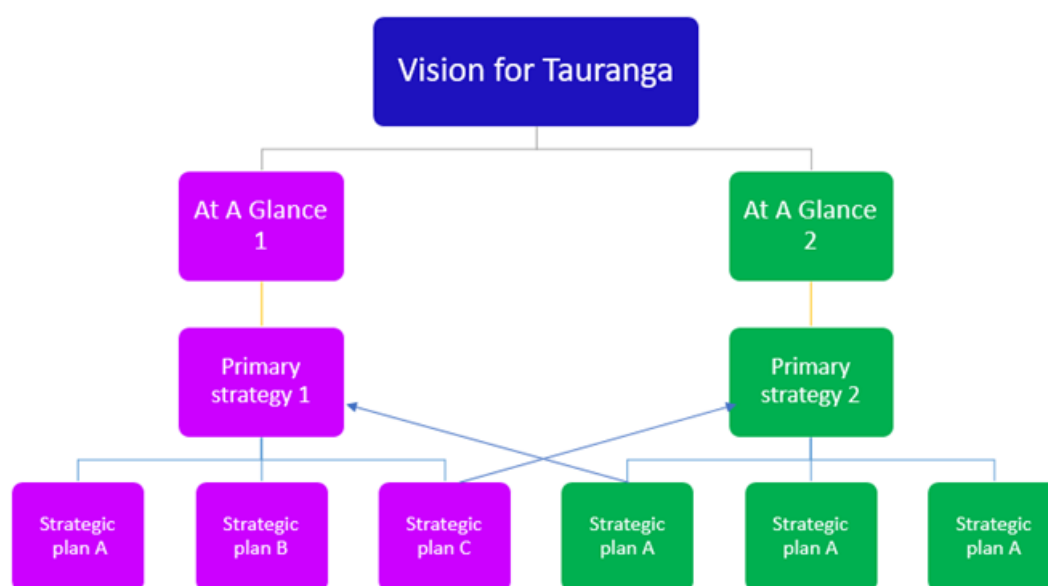 Vision for Tauranga
At A Glance
1
At A Glance
2
Primary
strategy 1
Primary
strategy 2
Strategic
plan A
Strategic
plan B
Strategic
plan C
Strategic
plan A
Strategic
plan A
Strategic
plan A